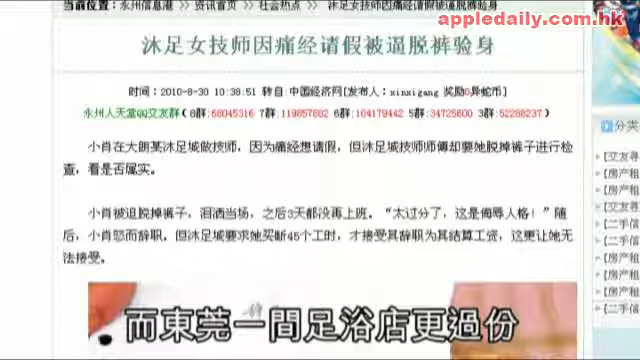 当前位置: 永州信息港 >> 资讯首页 >> 社会热点 >> 沐足女技师因痛经请假被逼脱裤验身
appledaily.com.hk
沐足女技师因痛经请假被逼脱裤验身
时间:2010-8-30 10:38:51 转自:中国经济网[发布人:xinxigang 奖励0异蛇币]
永州人天堂QQ交友群(8群:68045316 7群:119857882 6群:104179442 5群:34725600 3群:52288237)
小肖在大朗某沐足城做技师，因为痛经想请假，但沐足城技师师傅却要她脱掉裤子进行检
查，看是否属实。
小肖被迫脱掉裤子，泪洒当场，之后3天都没再上班。“太过分了，这是侮辱人格！”随
后，小肖怒而辞职。但沐足城要求她买断45个工时，才接受其辞职为其结算工资，这更让她无
法接受。
分类
[交友寻
[房产租
[房产租
[交友寻
[二手信
[二手信
[房产租
[房产租
[房产租
[二手信
而東莞一間足浴店更過份